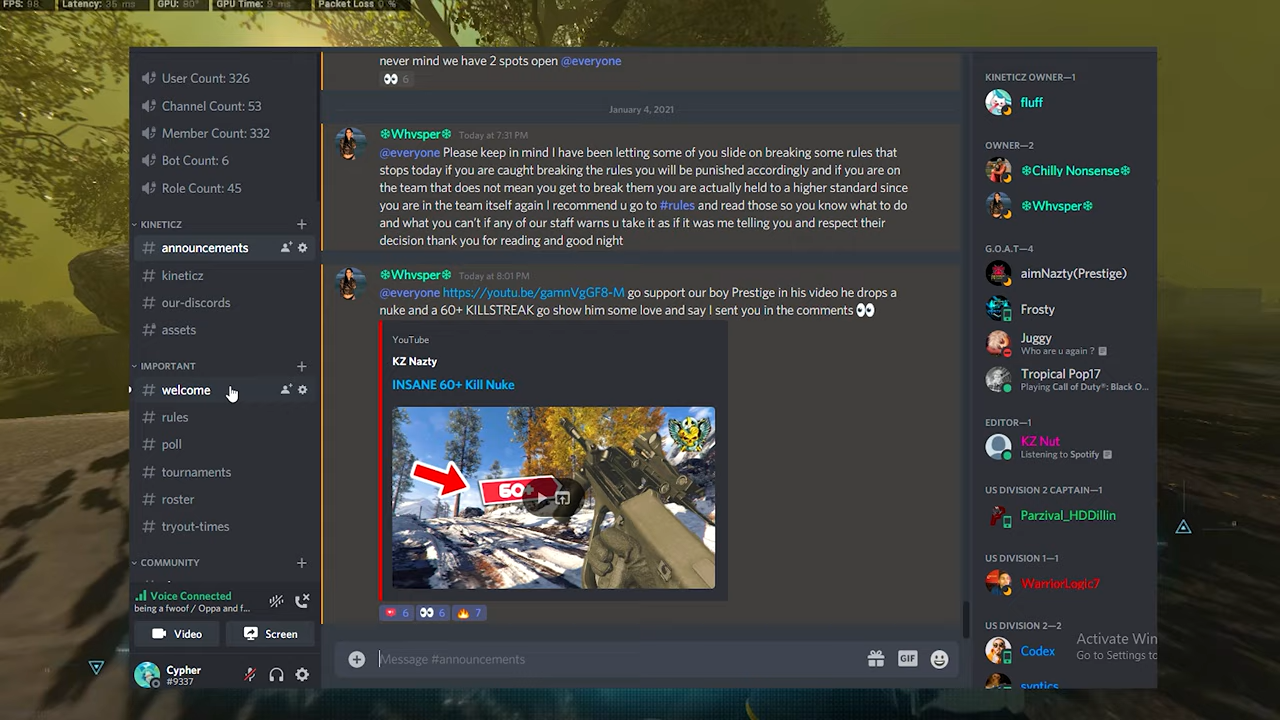 FPS: 98 Latency: 35 ms GPU: 80° GPU Time: 9 ms Packet Loss 0 %
User Count: 326
Channel Count: 53
Member Count: 332
Bot Count: 6
Role Count: 45
KINETICZ
announcements
kineticz
our-discords
assets
IMPORTANT
welcome
rules
poll
tournaments
roster
tryout-times
COMMUNITY
Voice Connected
being a fwoof / Oppa and f...
Video
Screen
Cypher
#9337
never mind we have 2 spots open @everyone
👀 6
January 4, 2021
❄Whvsper❄ Today at 7:31 PM
@everyone Please keep in mind I have been letting some of you slide on breaking some rules that
stops today if you are caught breaking the rules you will be punished accordingly and if you are on
the team that does not mean you get to break them you are actually held to a higher standard since
you are in the team itself again I recommend u go to #rules and read those so you know what to do
and what you can't if any of our staff warns u take it as if it was me telling you and respect their
decision thank you for reading and good night
❄Whvsper❄ Today at 8:01 PM
@everyone https://youtu.be/gamnVgGF8-M go support our boy Prestige in his video he drops a
nuke and a 60+ KILLSTREAK go show him some love and say I sent you in the comments 👀
YouTube
KZ Nazty
INSANE 60+ Kill Nuke
60+
6 👀 6 🔥 7
Message #announcements
GIF
KINETICZ OWNER—1
fluff
OWNER—2
❄Chilly Nonsense❄
❄Whvsper❄
G.O.A.T—4
aimNazty(Prestige)
Frosty
Juggy
Who are u again ?
Tropical Pop17
Playing Call of Duty®: Black O...
EDITOR—1
KZ Nut
Listening to Spotify
US DIVISION 2 CAPTAIN—1
Parzival_HDDillin
US DIVISION 1—1
WarriorLogic7
US DIVISION 2—2
Codex
syntics
Activate Win
Go to Settings to